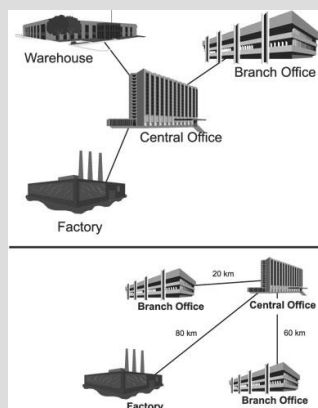 Warehouse
Branch Office
Central Office
Factory
20 km
Branch Office
Central Office
80 km
60 km
Factory
Branch Office